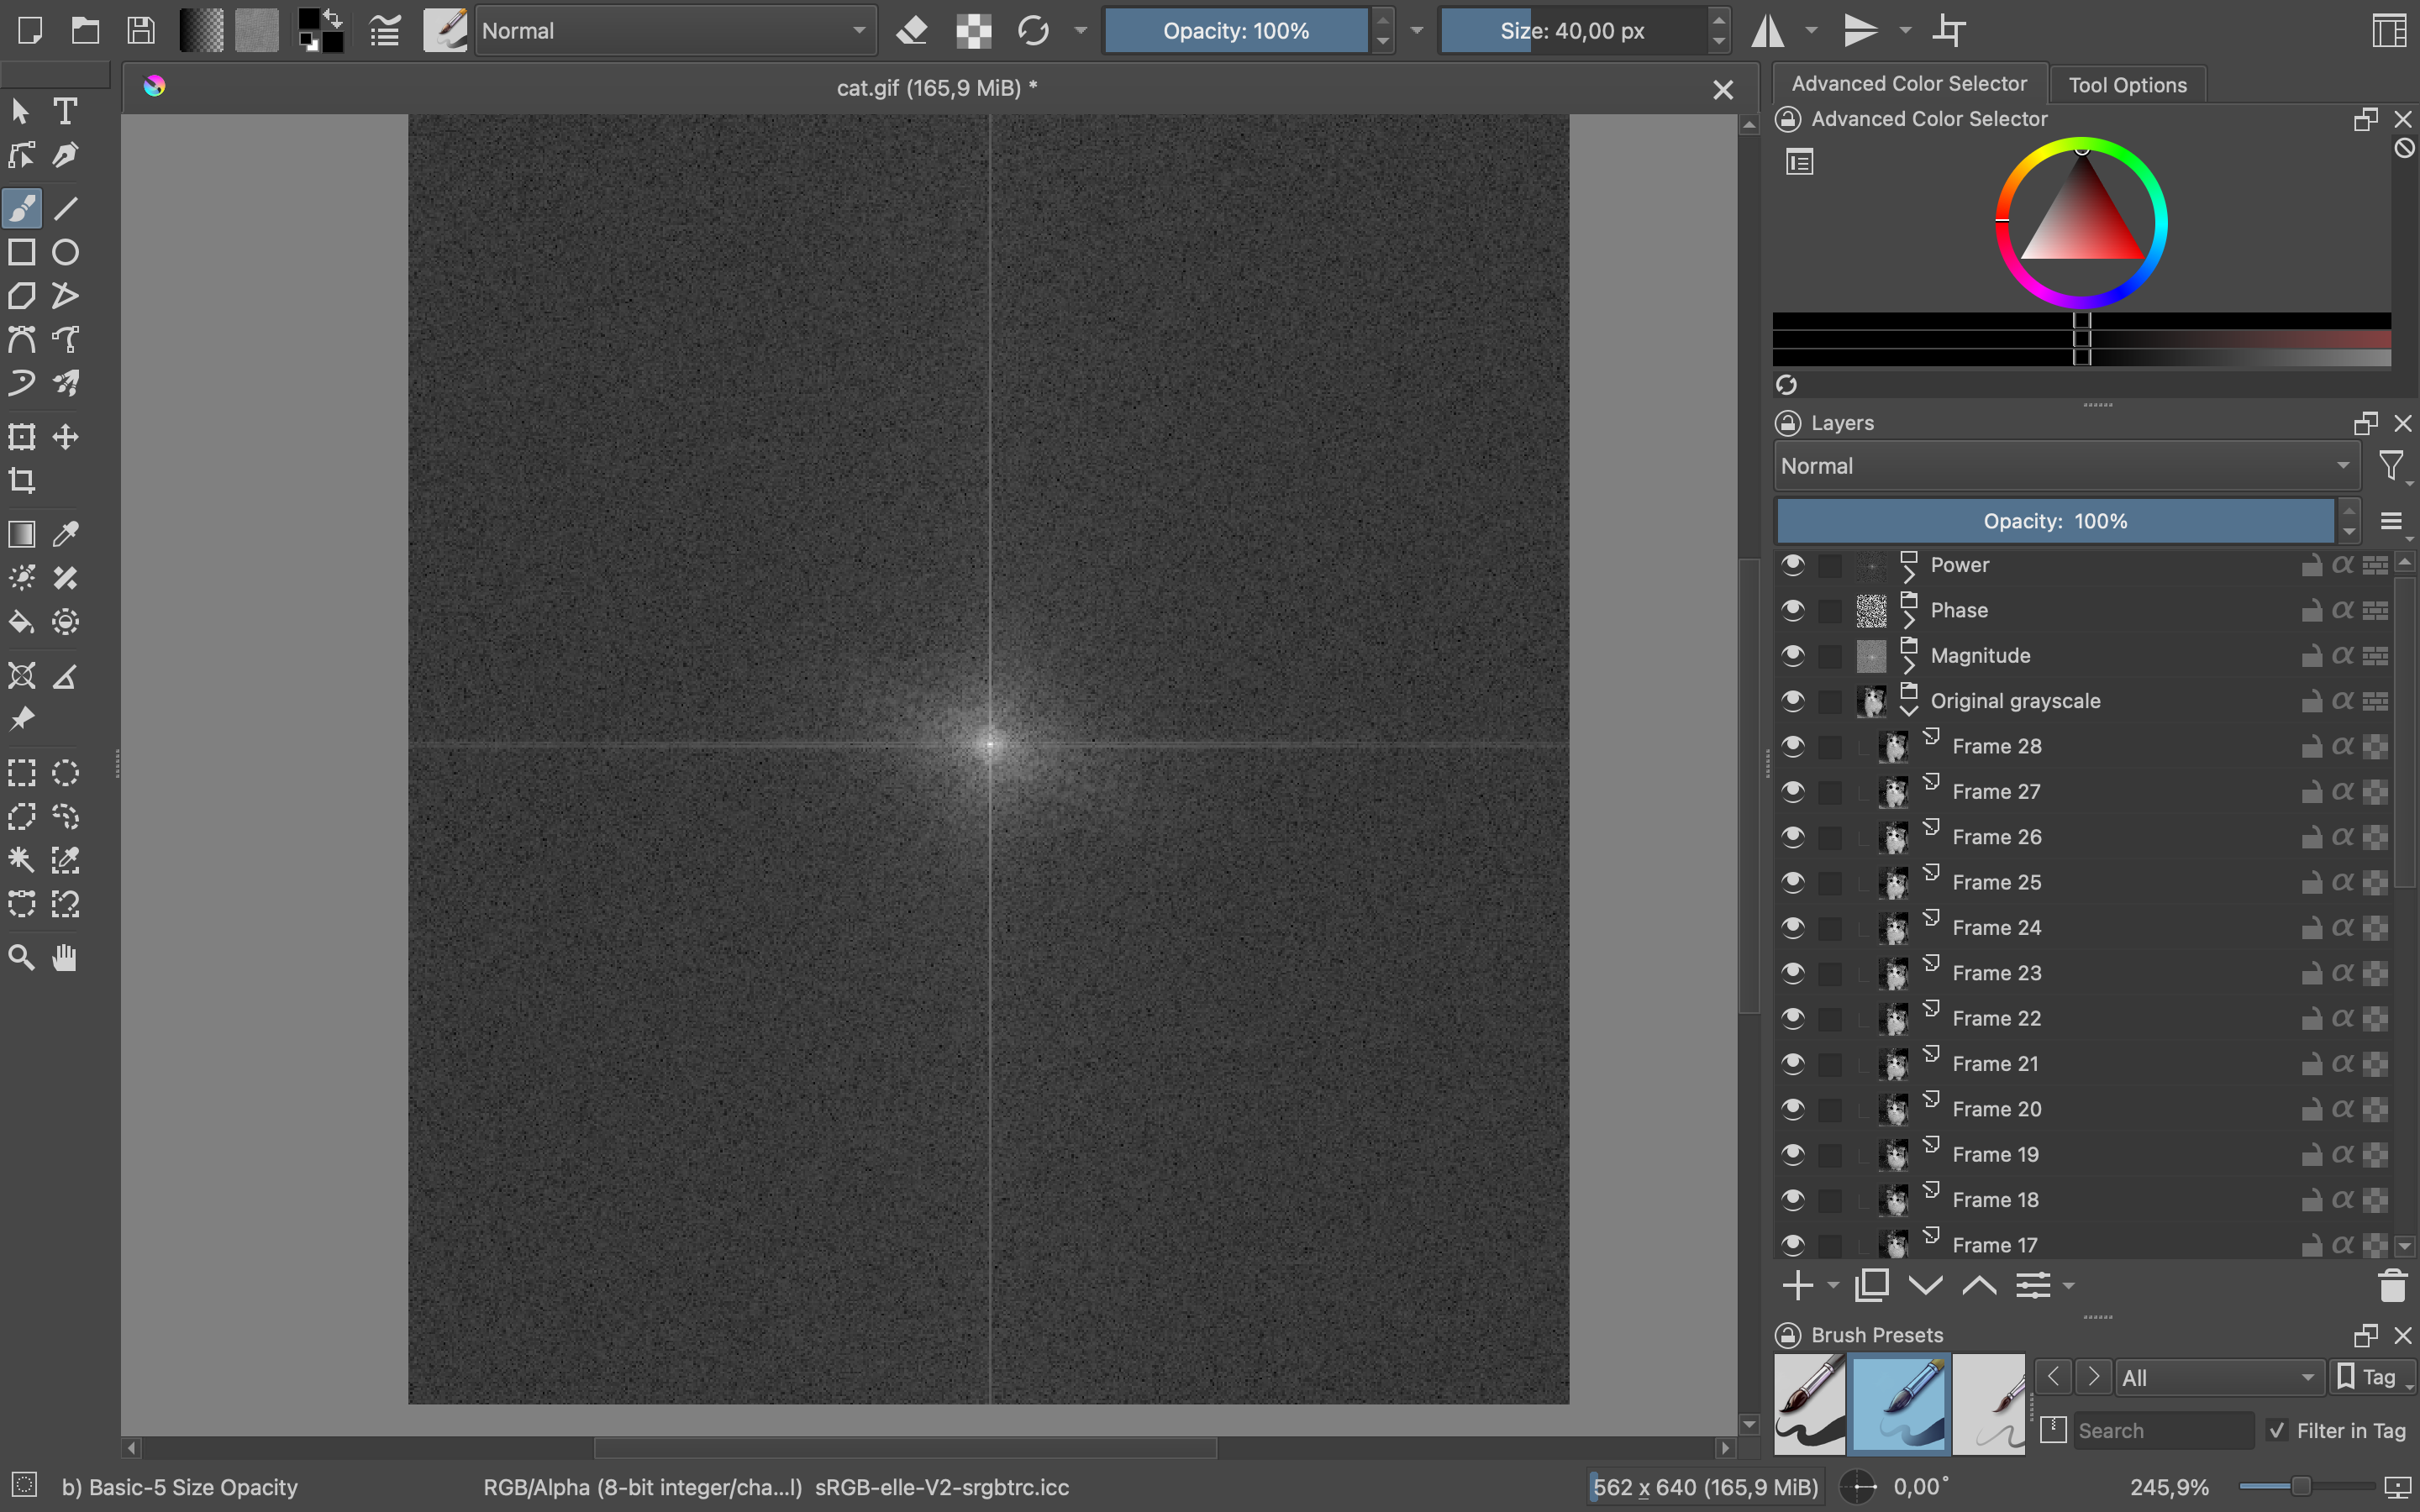 Normal
Opacity: 100%
Size: 40,00 px
cat.gif (165,9 MiB) *
Advanced Color Selector
Tool Options
Advanced Color Selector
Layers
Normal
Opacity: 100%
Power
Phase
Magnitude
Original grayscale
Frame 28
Frame 27
Frame 26
Frame 25
Frame 24
Frame 23
Frame 22
Frame 21
Frame 20
Frame 19
Frame 18
Frame 17
Brush Presets
All
Tag
Search
Filter in Tag
b) Basic-5 Size Opacity
RGB/Alpha (8-bit integer/cha...l) sRGB-elle-V2-srgbtrc.icc
562 x 640 (165,9 MiB)
0,00°
245,9%